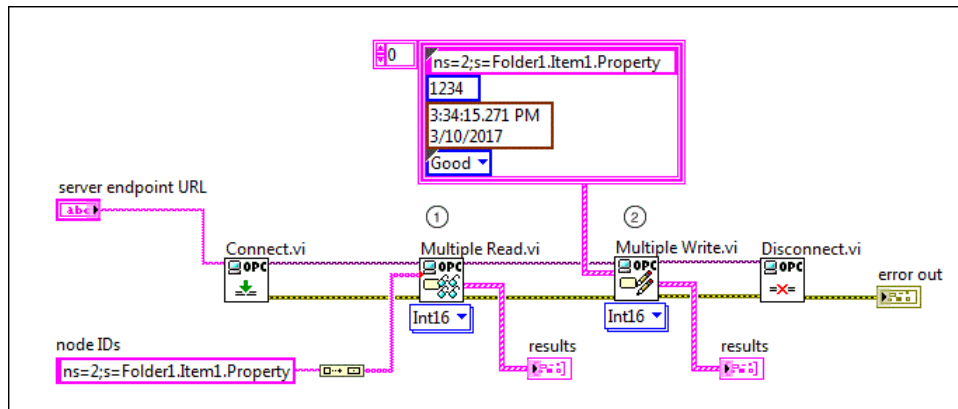 0
ns=2;s=Folder1.Item1.Property
1234
3:34:15.271 PM
3/10/2017
Good
server endpoint URL
abc
1
2
Connect.vi
Multiple Read.vi
Multiple Write.vi
Disconnect.vi
OPC
OPC
OPC
OPC
error out
Int16
Int16
node IDs
ns=2;s=Folder1.Item1.Property
results
results